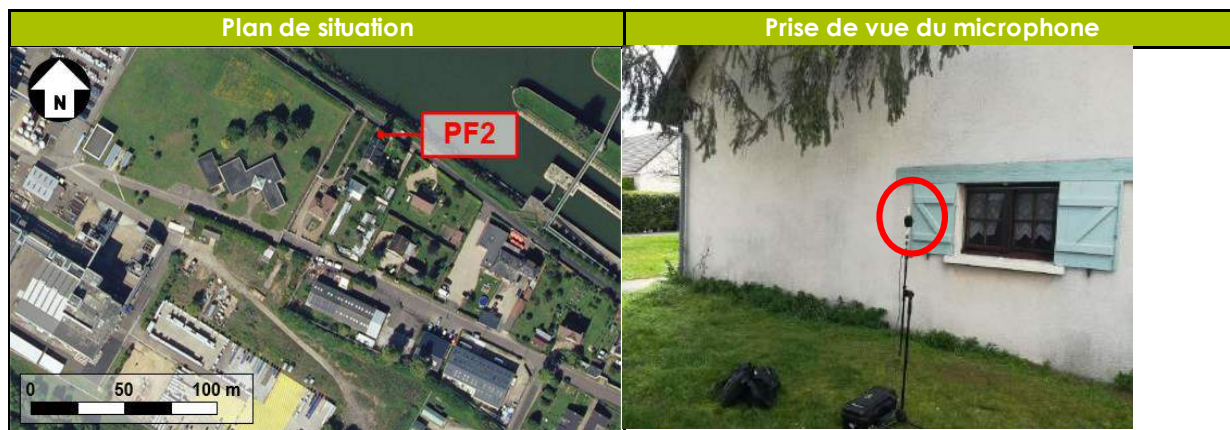 Plan de situation
Prise de vue du microphone
N
PF2
0 50 100 m